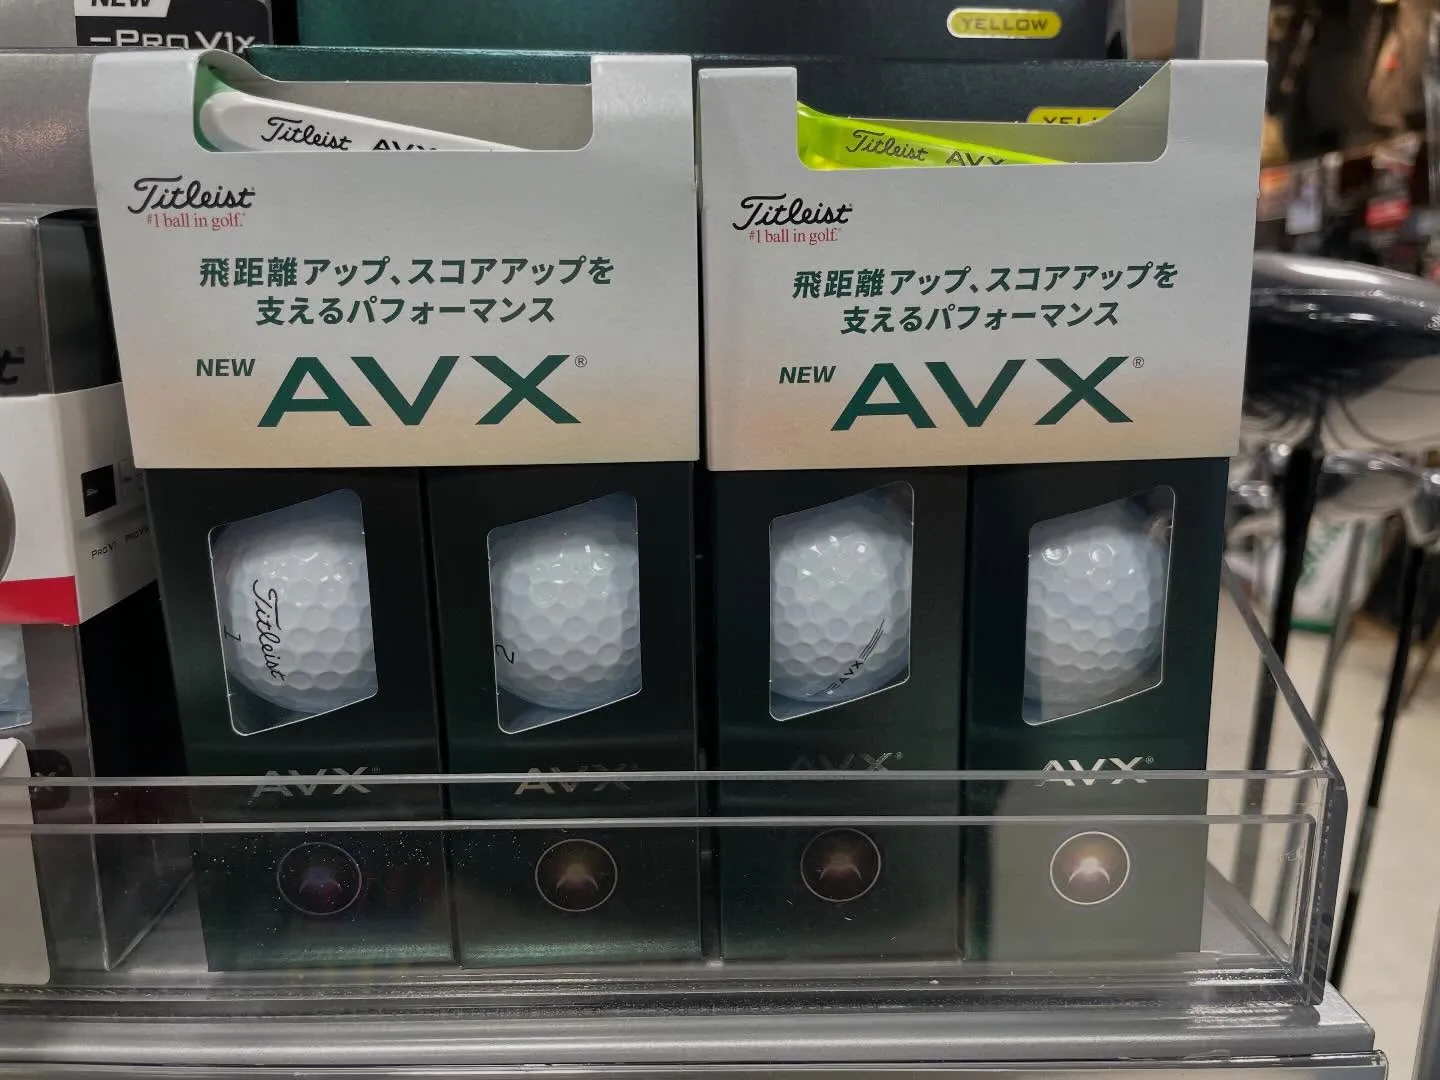 NEW
PRO V1x
YELLOW
Titleist AVX
Titleist
#1 ball in golf.
飛距離アップ、スコアアップを
支えるパフォーマンス
NEW AVX®
Titleist AVX
Titleist
#1 ball in golf.
飛距離アップ、スコアアップを
支えるパフォーマンス
NEW AVX®
PRO V1
Titleist
1
2
AVX
AVX®
AVX
AVX®
AVX®